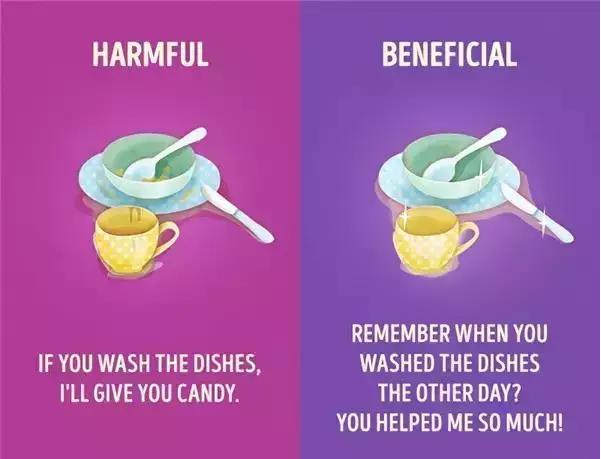 HARMFUL
IF YOU WASH THE DISHES,
I'LL GIVE YOU CANDY.
BENEFICIAL
REMEMBER WHEN YOU
WASHED THE DISHES
THE OTHER DAY?
YOU HELPED ME SO MUCH!